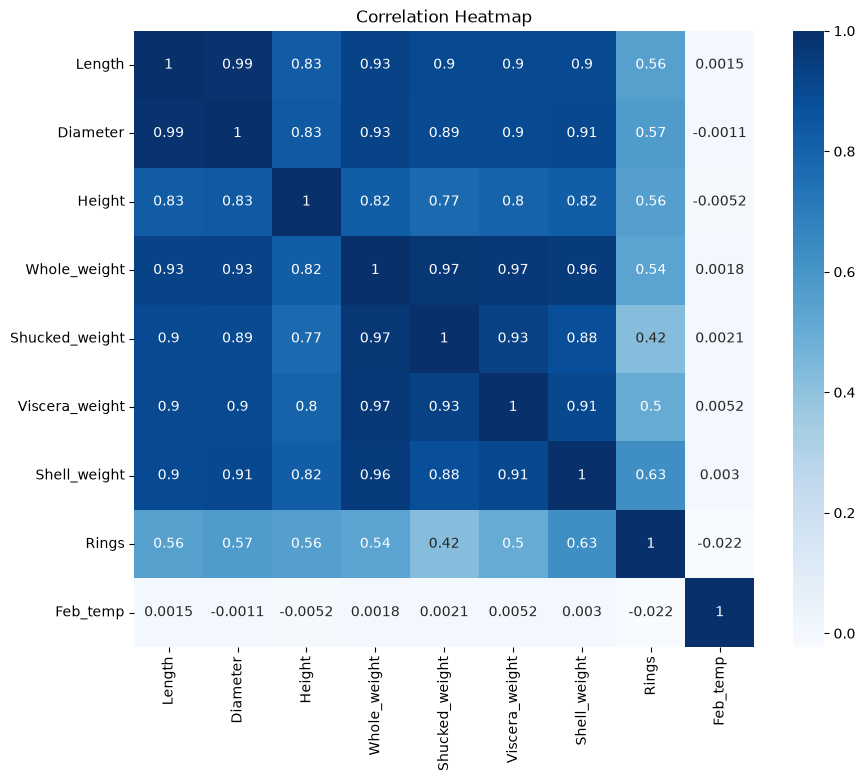 Correlation Heatmap
Length 1 0.99 0.83 0.93 0.9 0.9 0.9 0.56 0.0015
Diameter 0.99 1 0.83 0.93 0.89 0.9 0.91 0.57 -0.0011
Height 0.83 0.83 1 0.82 0.77 0.8 0.82 0.56 -0.0052
Whole_weight 0.93 0.93 0.82 1 0.97 0.97 0.96 0.54 0.0018
Shucked_weight 0.9 0.89 0.77 0.97 1 0.93 0.88 0.42 0.0021
Viscera_weight 0.9 0.9 0.8 0.97 0.93 1 0.91 0.5 0.0052
Shell_weight 0.9 0.91 0.82 0.96 0.88 0.91 1 0.63 0.003
Rings 0.56 0.57 0.56 0.54 0.42 0.5 0.63 1 -0.022
Feb_temp 0.0015 -0.0011 -0.0052 0.0018 0.0021 0.0052 0.003 -0.022 1
Length Diameter Height Whole_weight Shucked_weight Viscera_weight Shell_weight Rings Feb_temp
1.0
0.8
0.6
0.4
0.2
0.0